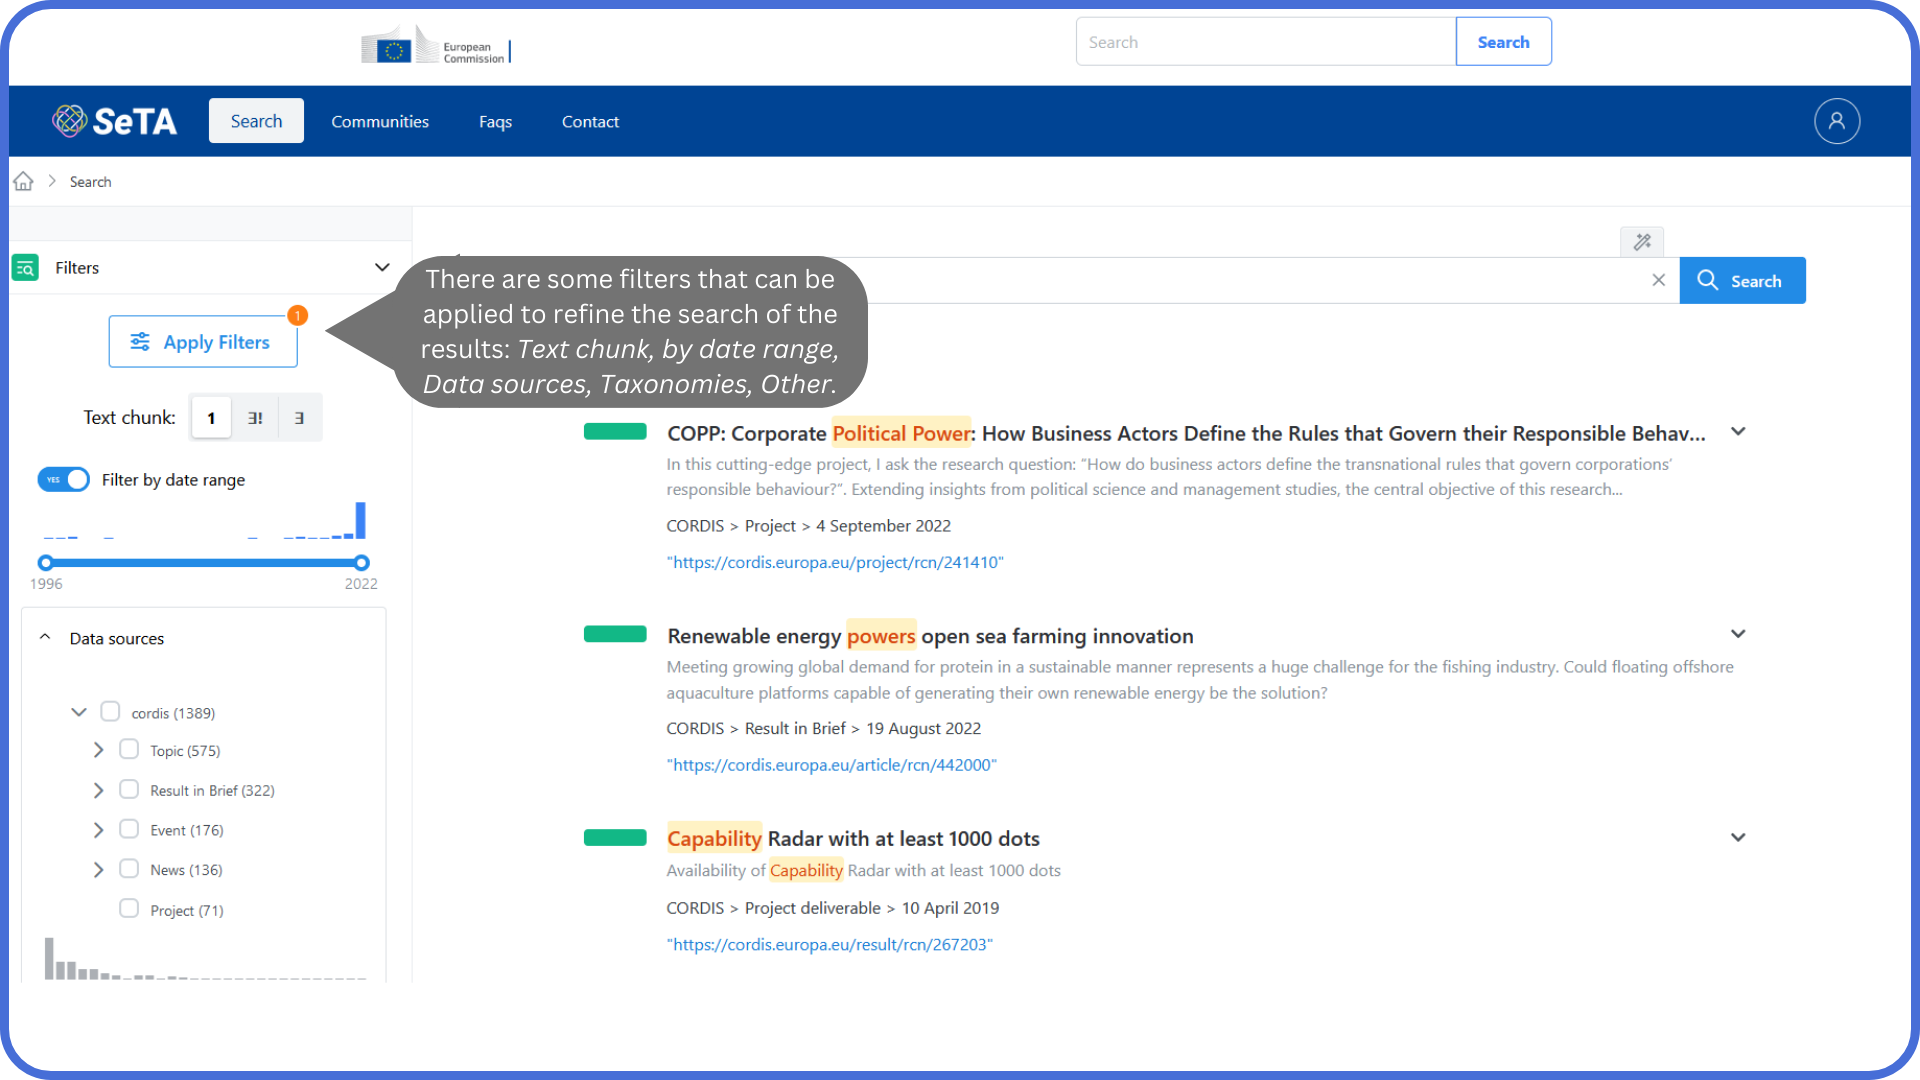 European
Commission
Search
Search
SeTA
Search
Communities
Faqs
Contact
Search
Filters
There are some filters that can be
applied to refine the search of the
results: Text chunk, by date range,
Data sources, Taxonomies, Other.
Search
1
Apply Filters
Text chunk:
1
∃!
∃
YES
Filter by date range
1996
2022
Data sources
cordis (1389)
Topic (575)
Result in Brief (322)
Event (176)
News (136)
Project (71)
COPP: Corporate Political Power: How Business Actors Define the Rules that Govern their Responsible Behav...
In this cutting-edge project, I ask the research question: “How do business actors define the transnational rules that govern corporations’
responsible behaviour?”. Extending insights from political science and management studies, the central objective of this research...
CORDIS > Project > 4 September 2022
"https://cordis.europa.eu/project/rcn/241410"
Renewable energy powers open sea farming innovation
Meeting growing global demand for protein in a sustainable manner represents a huge challenge for the fishing industry. Could floating offshore
aquaculture platforms capable of generating their own renewable energy be the solution?
CORDIS > Result in Brief > 19 August 2022
"https://cordis.europa.eu/article/rcn/442000"
Capability Radar with at least 1000 dots
Availability of Capability Radar with at least 1000 dots
CORDIS > Project deliverable > 10 April 2019
"https://cordis.europa.eu/result/rcn/267203"